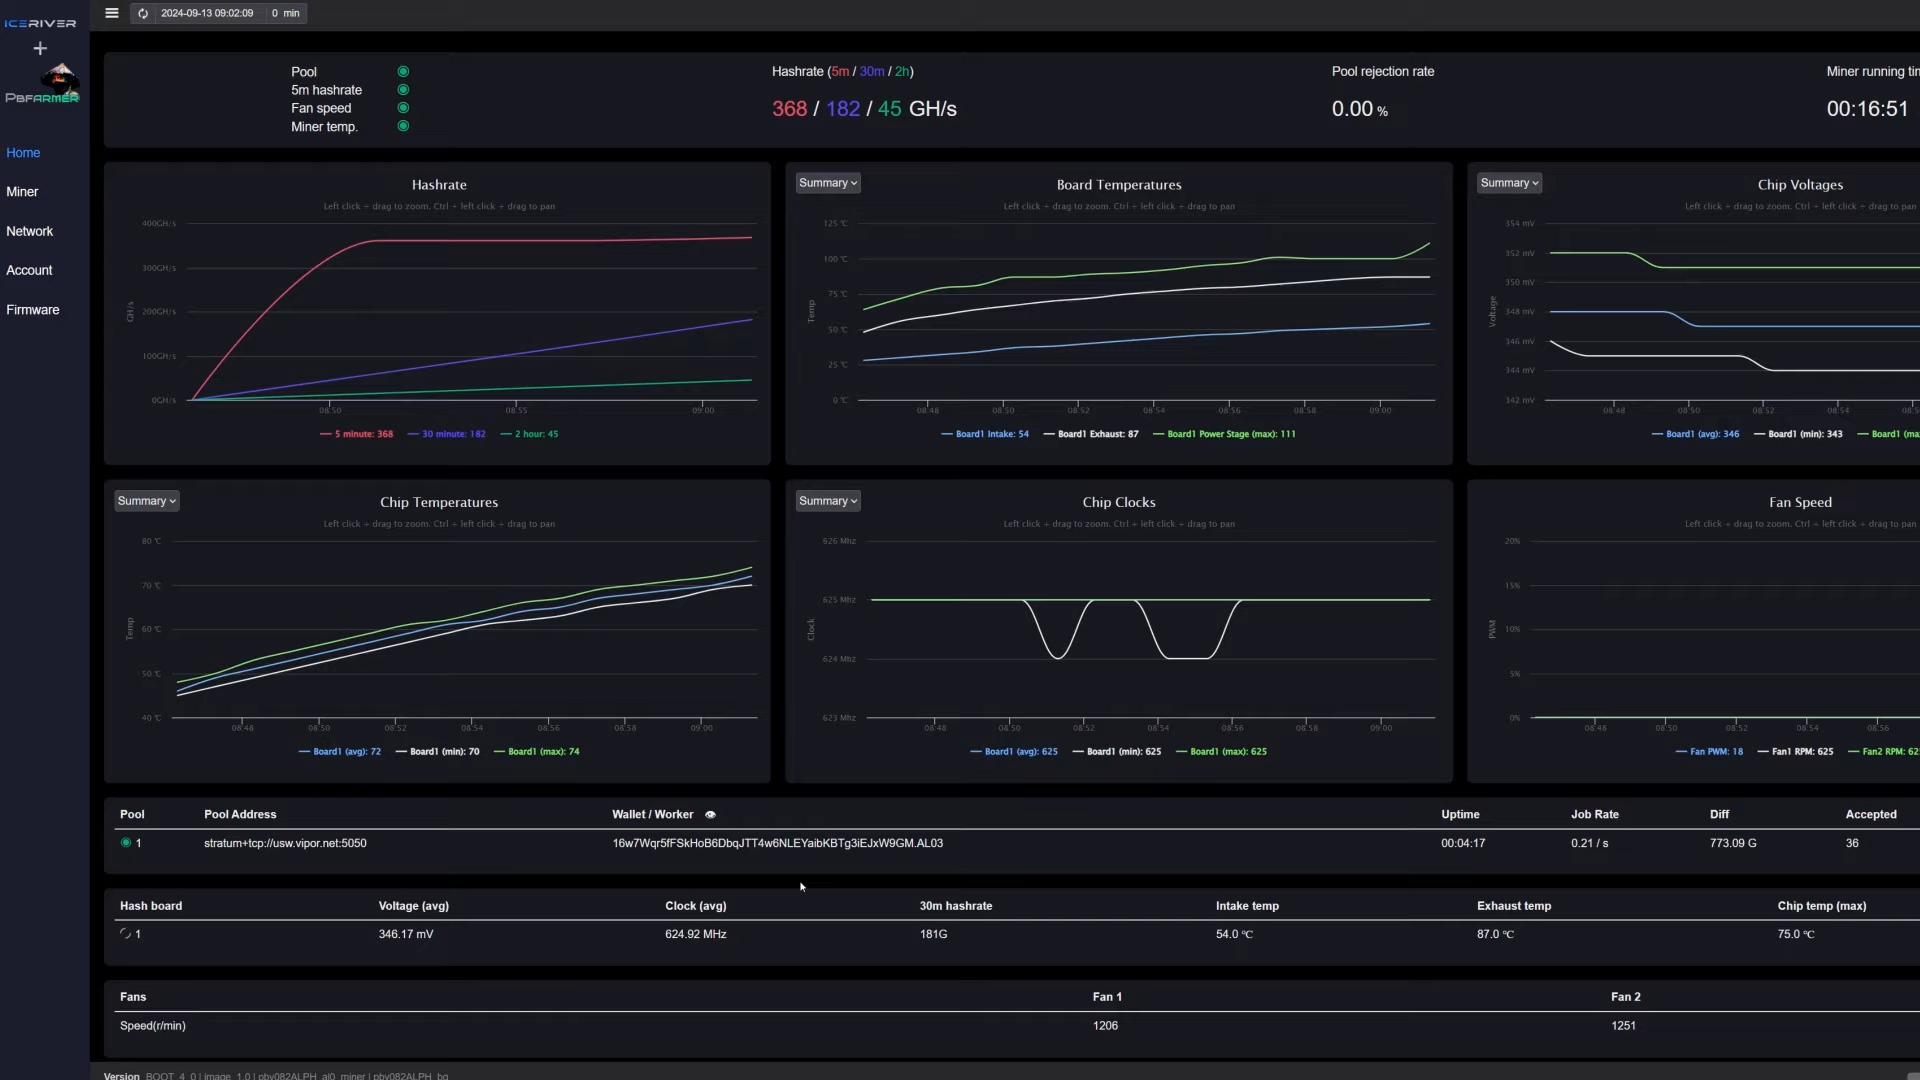 ICERIVER
2024-09-13 09:02:09 0 min
+
PBFARMER
Home
Miner
Network
Account
Firmware
Pool
5m hashrate
Fan speed
Miner temp.
Hashrate (5m / 30m / 2h)
368 / 182 / 45 GH/s
Pool rejection rate
0.00 %
Miner running tim
00:16:51
Hashrate
Left click + drag to zoom. Ctrl + left click + drag to pan
400GH/s
300GH/s
200GH/s
100GH/s
0GH/s
GH/s
08:50 08:55 09:00
5 minute: 368 30 minute: 182 2 hour: 45
Summary
Board Temperatures
Left click + drag to zoom. Ctrl + left click + drag to pan
125 °C
100 °C
75 °C
50 °C
25 °C
0 °C
Temp
08:48 08:50 08:52 08:54 08:56 08:58 09:00
Board1 Intake: 54 Board1 Exhaust: 87 Board1 Power Stage (max): 111
Summary
Chip Voltages
Left click + drag to zoom. Ctrl + left click + drag to pan
354 mV
352 mV
350 mV
348 mV
346 mV
344 mV
342 mV
Voltage
08:48 08:50 08:52 08:54
Board1 (avg): 346 Board1 (min): 343 Board1 (ma
Summary
Chip Temperatures
Left click + drag to zoom. Ctrl + left click + drag to pan
80 °C
70 °C
60 °C
50 °C
40 °C
Temp
08:48 08:50 08:52 08:54 08:56 08:58 09:00
Board1 (avg): 72 Board1 (min): 70 Board1 (max): 74
Summary
Chip Clocks
Left click + drag to zoom. Ctrl + left click + drag to pan
626 Mhz
625 Mhz
624 Mhz
623 Mhz
Clock
08:48 08:50 08:52 08:54 08:56 08:58 09:00
Board1 (avg): 625 Board1 (min): 625 Board1 (max): 625
Fan Speed
Left click + drag to zoom. Ctrl + left click + drag to pan
20%
15%
10%
5%
0%
PWM
08:48 08:50 08:52 08:54 08:56
Fan PWM: 18 Fan1 RPM: 625 Fan2 RPM: 62
Pool Pool Address Wallet / Worker Uptime Job Rate Diff Accepted
1 stratum+tcp://usw.vipor.net:5050 16w7Wqr5fFSkHoB6DbqJTT4w6NLEYaibKBTg3iEJxW9GM.AL03 00:04:17 0.21 / s 773.09 G 36
Hash board Voltage (avg) Clock (avg) 30m hashrate Intake temp Exhaust temp Chip temp (max)
1 346.17 mV 624.92 MHz 181G 54.0 °C 87.0 °C 75.0 °C
Fans Fan 1 Fan 2
Speed(r/min) 1206 1251
Version BOOT_4_0 | image_1.0 | pbv082ALPH_al0_miner | pbv082ALPH_bg